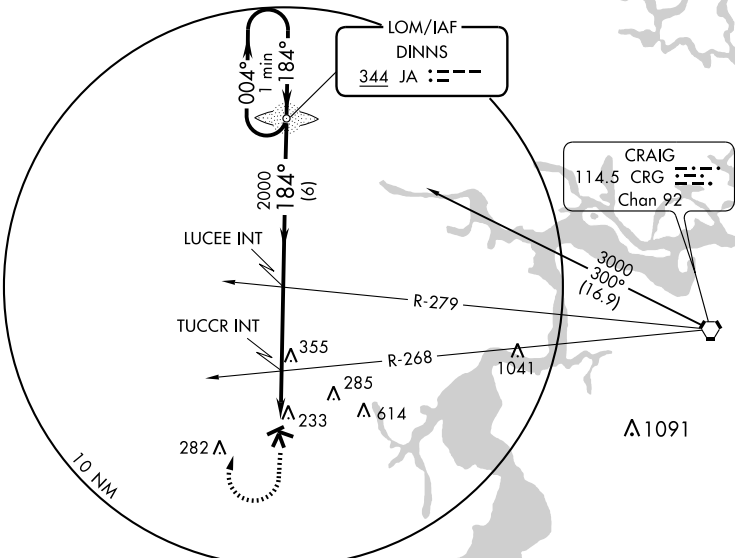 LOM/IAF
DINNS
344 JA
004°
1 min
184°
CRAIG
114.5 CRG
Chan 92
2000
184°
(6)
LUCEE INT
3000
300°
(16.9)
R-279
TUCCR INT
355
R-268
1041
285
233
614
282
1091
10 NM